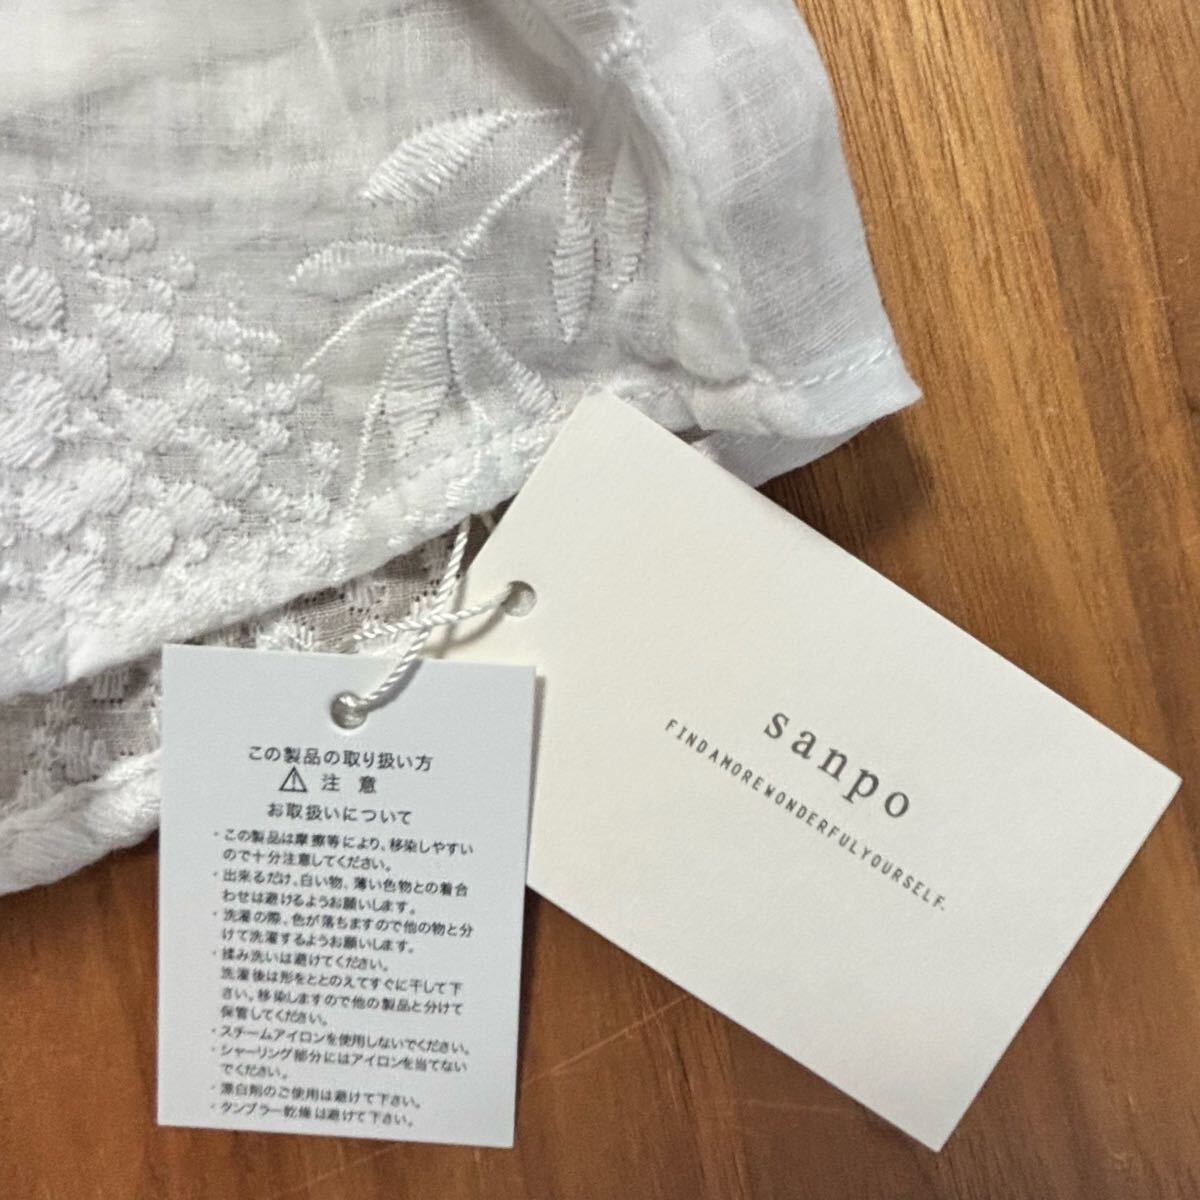 この製品の取り扱い方
注 意
お取扱いについて
・この製品は摩擦等により、移染しやすい
ので十分注意してください。
・出来るだけ、白い物、薄い色物との着合
わせは避けるようお願いします。
・洗濯の際、色が落ちますので他の物と分
けて洗濯するようお願いします。
・揉み洗いは避けてください。
洗濯後は形をととのえてすぐに干して下
さい。移染しますので他の製品と分けて
保管してください。
・スチームアイロンを使用しないでください。
・シャーリング部分にはアイロンを当てない
でください。
・漂白剤のご使用は避けて下さい。
・タンブラー乾燥は避けて下さい。
sanpo
FINDAMOREWONDERFULYOURSELF.